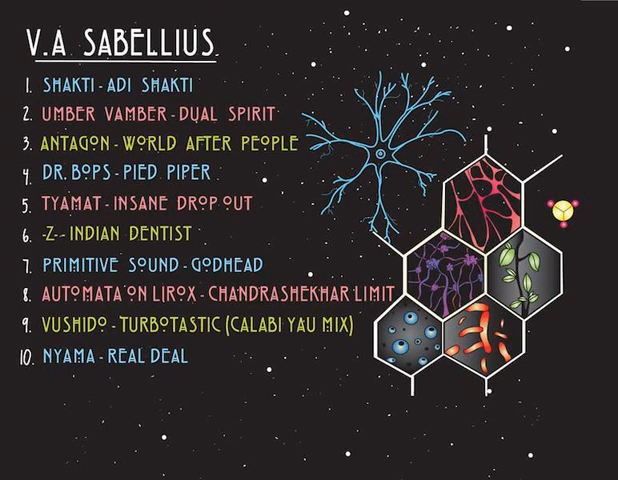 V.A SABELLIUS
1. SHAKTI - ADI SHAKTI
2. UMBER VAMBER - DUAL SPIRIT
3. ANTAGON - WORLD AFTER PEOPLE
4. DR. BOPS - PIED PIPER
5. TYAMAT - INSANE DROP OUT
6. -Z- - INDIAN DENTIST
7. PRIMITIVE SOUND - GODHEAD
8. AUTOMATA ON LIROX - CHANDRASHEKHAR LIMIT
9. VUSHIDO - TURBOTASTIC (CALABI YAU MIX)
10. NYAMA - REAL DEAL